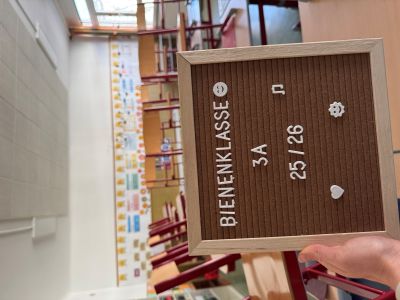 BIENENKLASSE
3A
25 / 26